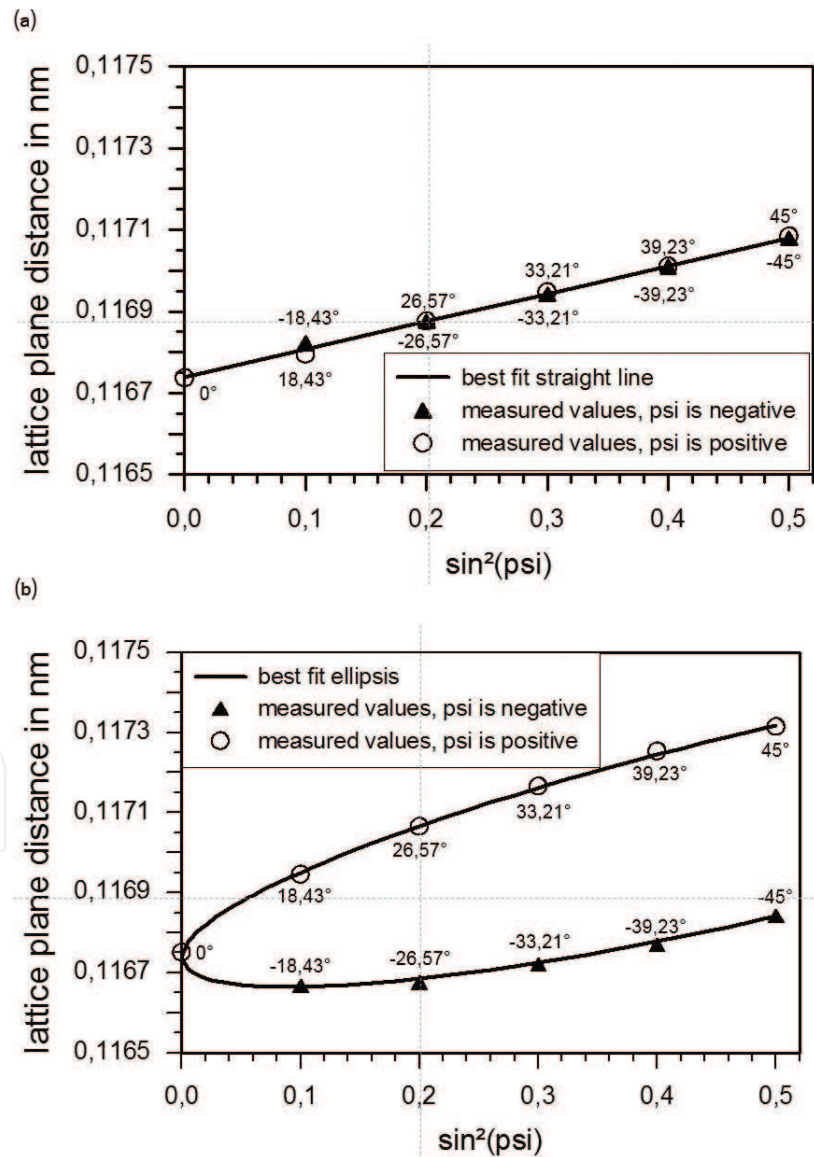 (a)
lattice plane distance in nm
0,1175
0,1173
0,1171
0,1169
0,1167
0,1165
45°
39,23°
33,21°
26,57°
-18,43°
-45°
-39,23°
-33,21°
-26,57°
18,43°
0°
best fit straight line
measured values, psi is negative
measured values, psi is positive
0,0 0,1 0,2 0,3 0,4 0,5
sin²(psi)
(b)
lattice plane distance in nm
0,1175
0,1173
0,1171
0,1169
0,1167
0,1165
best fit ellipsis
measured values, psi is negative
measured values, psi is positive
45°
39,23°
33,21°
26,57°
18,43°
0°
-45°
-39,23°
-33,21°
-26,57°
-18,43°
0,0 0,1 0,2 0,3 0,4 0,5
sin²(psi)